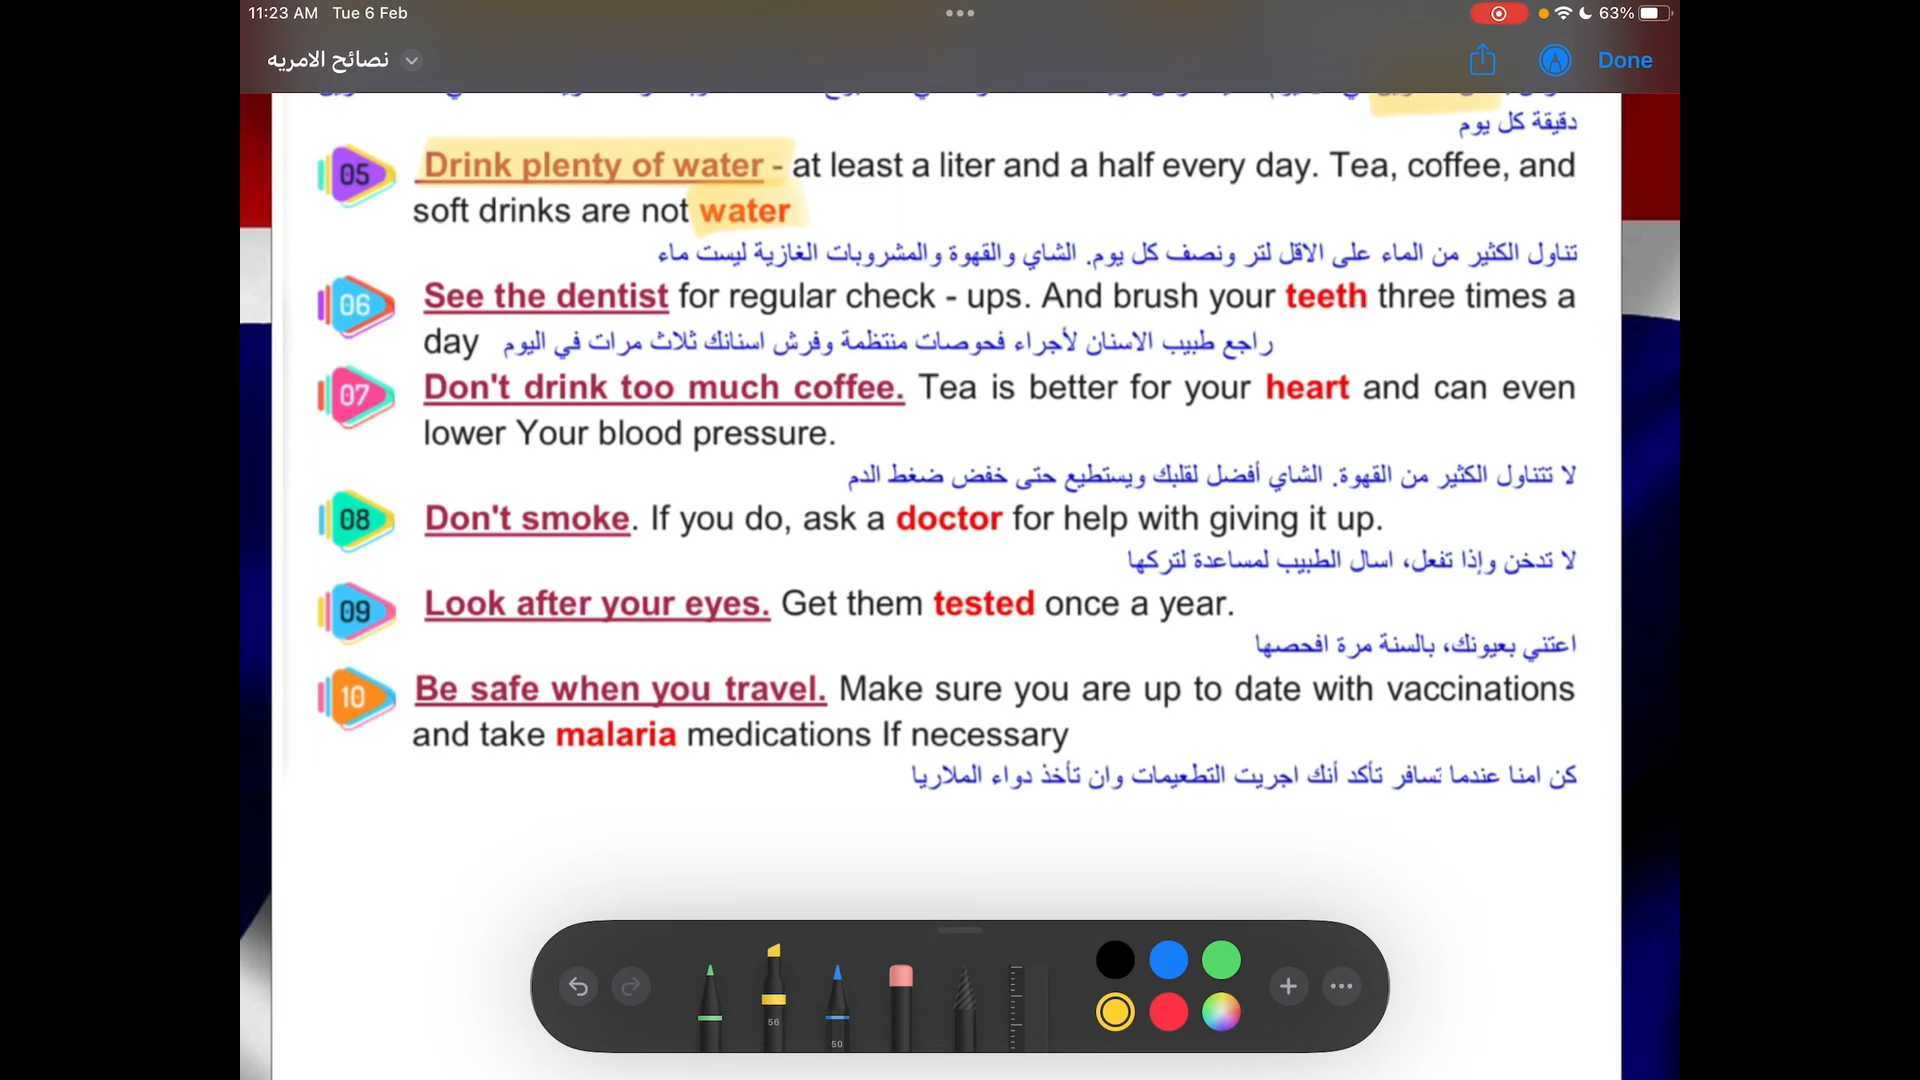 11:23 AM Tue 6 Feb
63%
نصائح الامريه
Done
دقيقة كل يوم
05 Drink plenty of water - at least a liter and a half every day. Tea, coffee, and
soft drinks are not water
تناول الكثير من الماء على الاقل لتر ونصف كل يوم. الشاي والقهوة والمشروبات الغازية ليست ماء
06 See the dentist for regular check - ups. And brush your teeth three times a
day راجع طبيب الاسنان لأجراء فحوصات منتظمة وفرش اسنانك ثلاث مرات في اليوم
07 Don't drink too much coffee. Tea is better for your heart and can even
lower Your blood pressure.
لا تتناول الكثير من القهوة. الشاي أفضل لقلبك ويستطيع حتى خفض ضغط الدم
08 Don't smoke. If you do, ask a doctor for help with giving it up.
لا تدخن وإذا تفعل، اسال الطبيب لمساعدة لتركها
09 Look after your eyes. Get them tested once a year.
اعتني بعيونك، بالسنة مرة افحصها
10 Be safe when you travel. Make sure you are up to date with vaccinations
and take malaria medications If necessary
كن امنا عندما تسافر تأكد أنك اجريت التطعيمات وان تأخذ دواء الملاريا
56
50